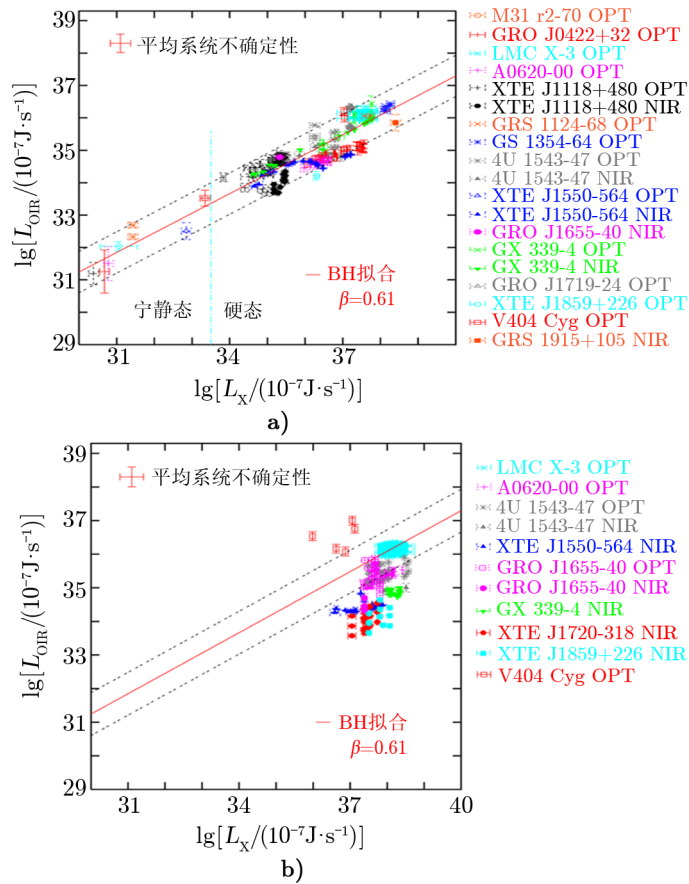 39
37
35
33
31
29
lg[L_OIR/(10⁻⁷J·s⁻¹)]
平均系统不确定性
宁静态
硬态
BH拟合
β=0.61
31
34
37
lg[L_X/(10⁻⁷J·s⁻¹)]
a)
M31 r2-70 OPT
GRO J0422+32 OPT
LMC X-3 OPT
A0620-00 OPT
XTE J1118+480 OPT
XTE J1118+480 NIR
GRS 1124-68 OPT
GS 1354-64 OPT
4U 1543-47 OPT
4U 1543-47 NIR
XTE J1550-564 OPT
XTE J1550-564 NIR
GRO J1655-40 NIR
GX 339-4 OPT
GX 339-4 NIR
GRO J1719-24 OPT
XTE J1859+226 OPT
V404 Cyg OPT
GRS 1915+105 NIR
39
37
35
33
31
29
lg[L_OIR/(10⁻⁷J·s⁻¹)]
平均系统不确定性
BH拟合
β=0.61
31
34
37
40
lg[L_X/(10⁻⁷J·s⁻¹)]
b)
LMC X-3 OPT
A0620-00 OPT
4U 1543-47 OPT
4U 1543-47 NIR
XTE J1550-564 NIR
GRO J1655-40 OPT
GRO J1655-40 NIR
GX 339-4 NIR
XTE J1720-318 NIR
XTE J1859+226 NIR
V404 Cyg OPT